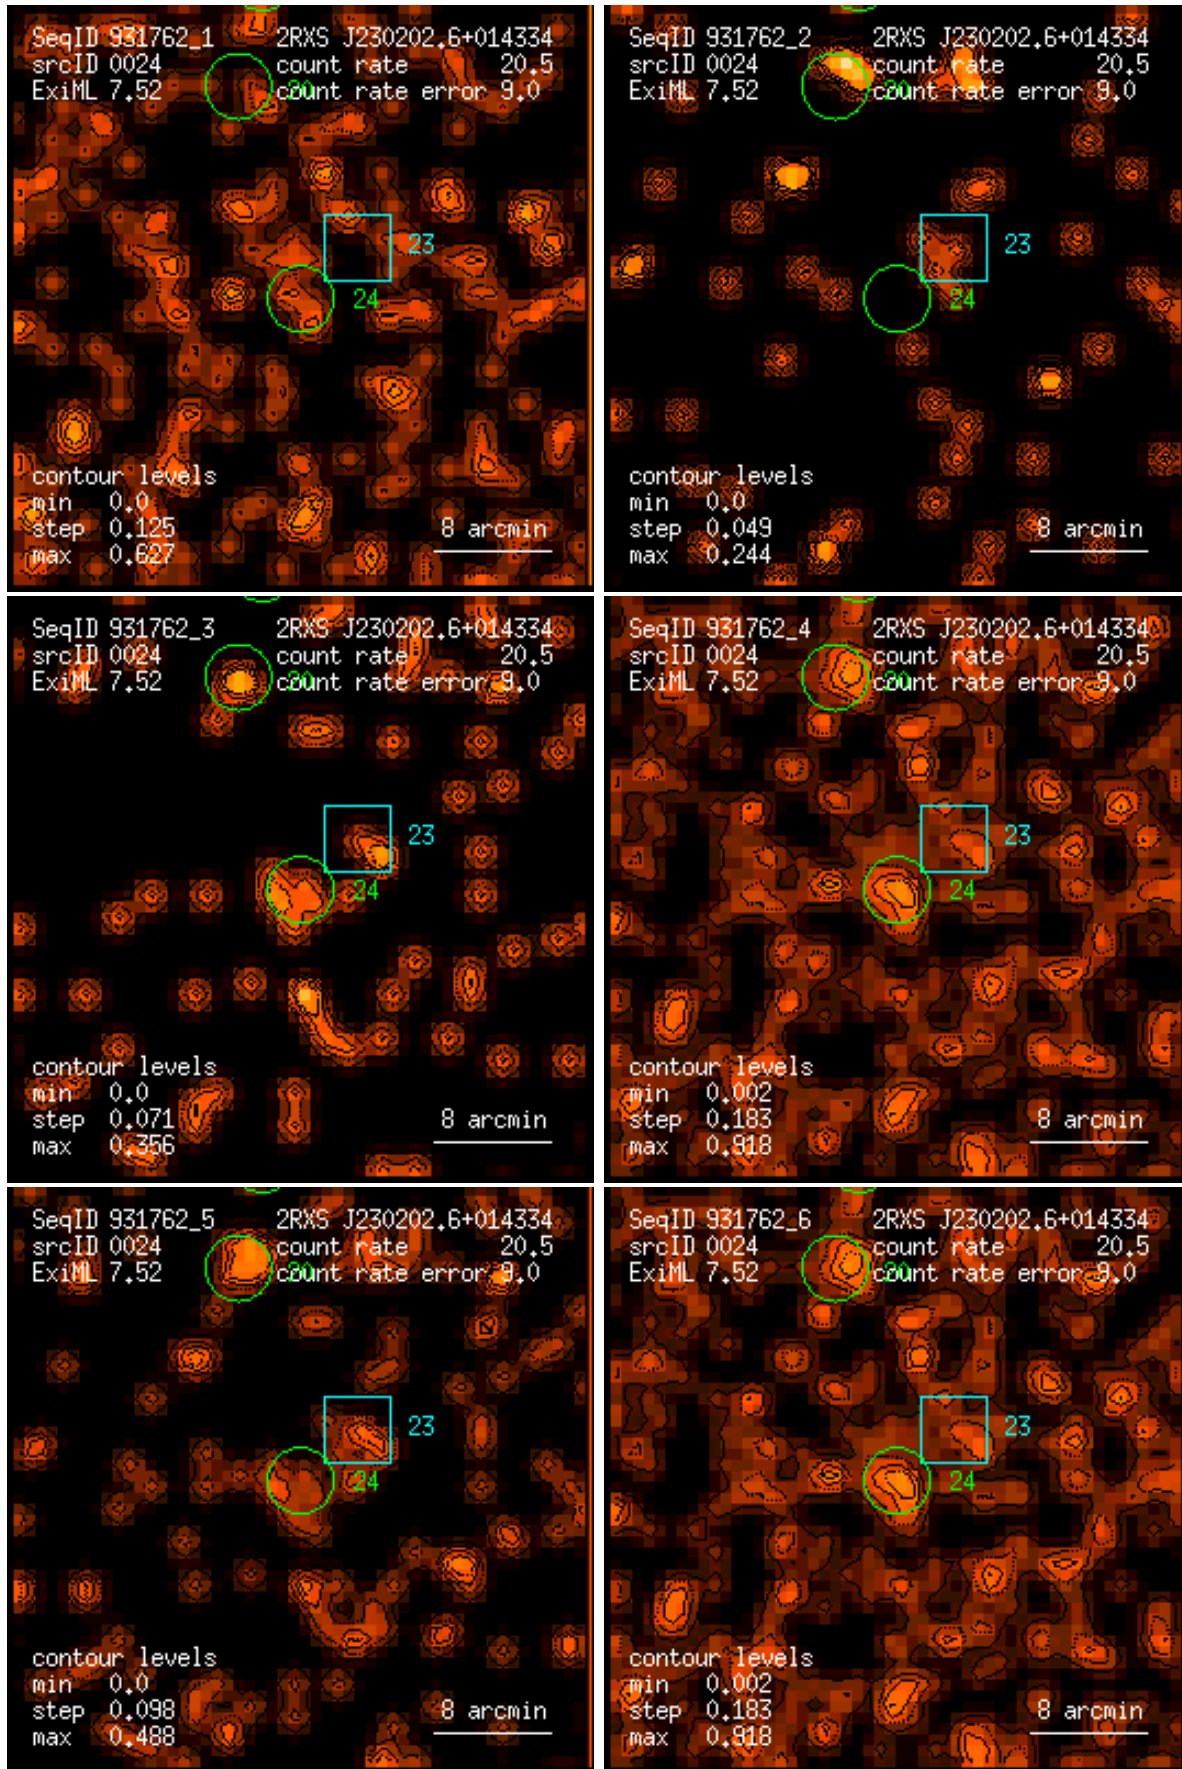 SeqID 931762_1 2RXS J230202.6+014334
srcID 0024 count rate 20.5
ExiML 7.52 20 count rate error 9.0
23
24
contour levels
min 0.0
step 0.125 8 arcmin
max 0.627
SeqID 931762_2 2RXS J230202.6+014334
srcID 0024 count rate 20.5
ExiML 7.52 20 count rate error 9.0
23
24
contour levels
min 0.0
step 0.049 8 arcmin
max 0.244
SeqID 931762_3 2RXS J230202.6+014334
srcID 0024 count rate 20.5
ExiML 7.52 20 count rate error 9.0
23
24
contour levels
min 0.0
step 0.071 8 arcmin
max 0.356
SeqID 931762_4 2RXS J230202.6+014334
srcID 0024 count rate 20.5
ExiML 7.52 20 count rate error 9.0
23
24
contour levels
min 0.002
step 0.183 8 arcmin
max 0.918
SeqID 931762_5 2RXS J230202.6+014334
srcID 0024 count rate 20.5
ExiML 7.52 20 count rate error 9.0
23
24
contour levels
min 0.0
step 0.098 8 arcmin
max 0.488
SeqID 931762_6 2RXS J230202.6+014334
srcID 0024 count rate 20.5
ExiML 7.52 20 count rate error 9.0
23
24
contour levels
min 0.002
step 0.183 8 arcmin
max 0.918